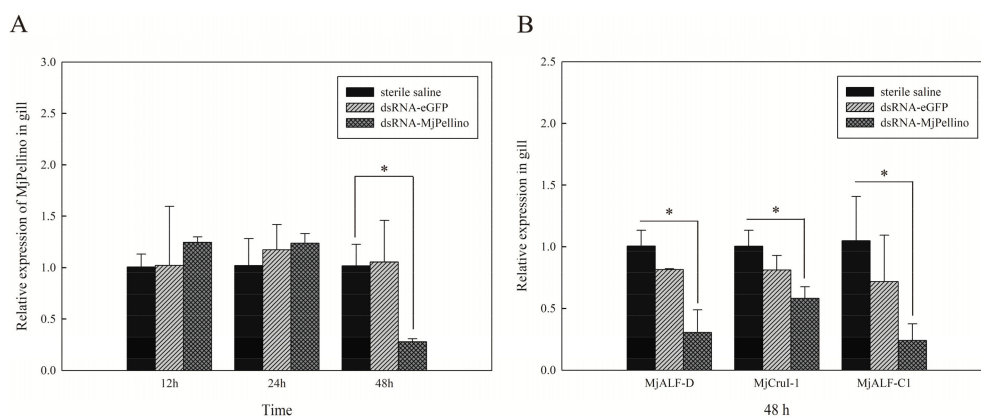 A
Relative expression of MjPellino in gill
3.0
2.5
2.0
1.5
1.0
0.5
0.0
sterile saline
dsRNA-eGFP
dsRNA-MjPellino
*
12h
24h
48h
Time
B
Relative expression in gill
2.5
2.0
1.5
1.0
0.5
0.0
sterile saline
dsRNA-eGFP
dsRNA-MjPellino
*
*
*
MjALF-D
MjCruI-1
MjALF-C1
48 h